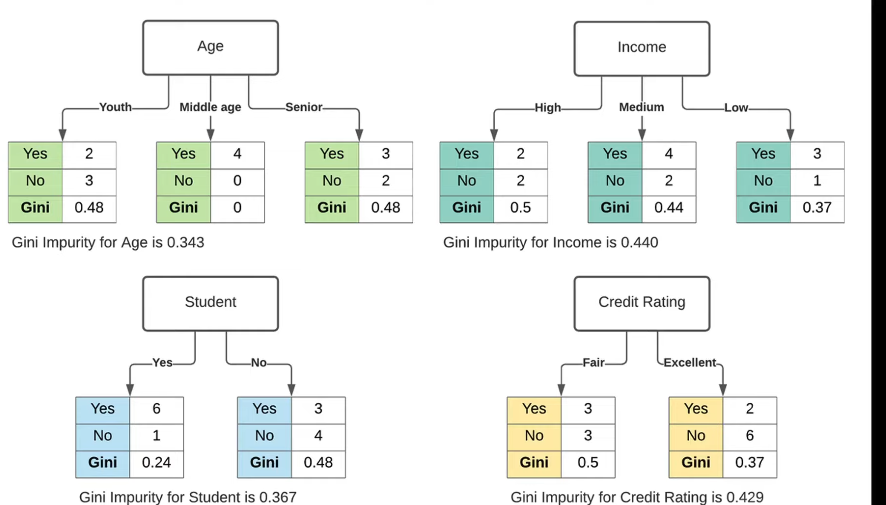 Age
Income
Youth Middle age Senior
High Medium Low
Yes 2 Yes 4 Yes 3
No 3 No 0 No 2
Gini 0.48 Gini 0 Gini 0.48
Yes 2 Yes 4 Yes 3
No 2 No 2 No 1
Gini 0.5 Gini 0.44 Gini 0.37
Gini Impurity for Age is 0.343
Gini Impurity for Income is 0.440
Student
Credit Rating
Yes No
Fair Excellent
Yes 6 Yes 3
No 1 No 4
Gini 0.24 Gini 0.48
Yes 3 Yes 2
No 3 No 6
Gini 0.5 Gini 0.37
Gini Impurity for Student is 0.367
Gini Impurity for Credit Rating is 0.429